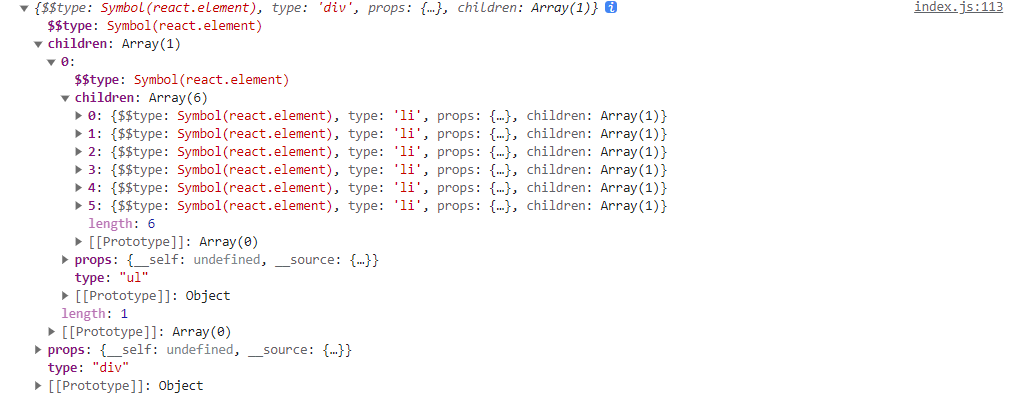 {$$type: Symbol(react.element), type: 'div', props: {…}, children: Array(1)} i index.js:113
$$type: Symbol(react.element)
children: Array(1)
0:
$$type: Symbol(react.element)
children: Array(6)
0: {$$type: Symbol(react.element), type: 'li', props: {…}, children: Array(1)}
1: {$$type: Symbol(react.element), type: 'li', props: {…}, children: Array(1)}
2: {$$type: Symbol(react.element), type: 'li', props: {…}, children: Array(1)}
3: {$$type: Symbol(react.element), type: 'li', props: {…}, children: Array(1)}
4: {$$type: Symbol(react.element), type: 'li', props: {…}, children: Array(1)}
5: {$$type: Symbol(react.element), type: 'li', props: {…}, children: Array(1)}
length: 6
[[Prototype]]: Array(0)
props: {__self: undefined, __source: {…}}
type: "ul"
[[Prototype]]: Object
length: 1
[[Prototype]]: Array(0)
props: {__self: undefined, __source: {…}}
type: "div"
[[Prototype]]: Object